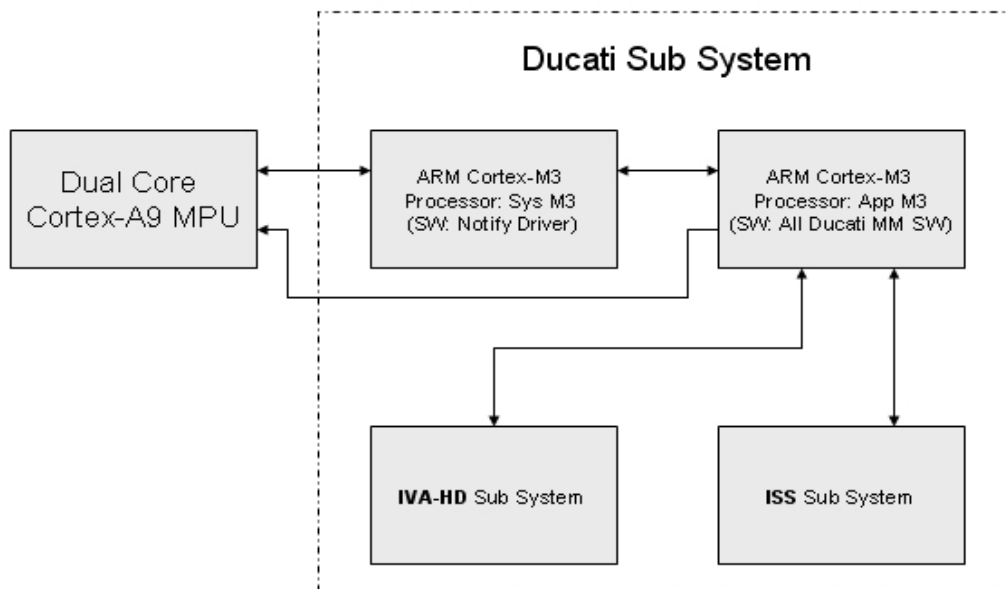 Ducati Sub System
Dual Core
Cortex-A9 MPU
ARM Cortex-M3
Processor: Sys M3
(SW: Notify Driver)
ARM Cortex-M3
Processor: App M3
(SW: All Ducati MM SW)
IVA-HD Sub System
ISS Sub System